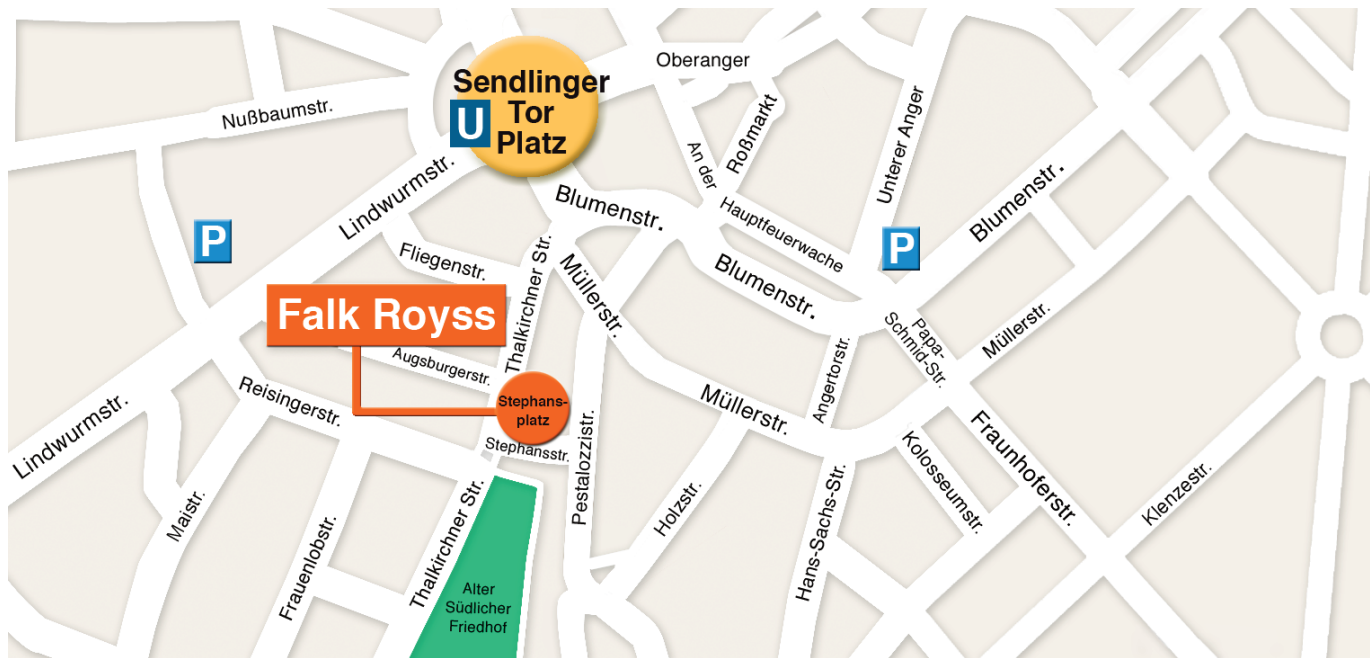 Oberanger
Sendlinger
Tor
Platz
U
Nußbaumstr.
Roßmarkt
An der
Hauptfeuerwache
Unterer Anger
Lindwurmstr.
Blumenstr.
Blumenstr.
P
P
Fliegenstr.
Thalkirchner Str.
Müllerstr.
Blumenstr.
Falk Royss
Papa-
Schmid-Str.
Müllerstr.
Augsburgerstr.
Angertorstr.
Reisingerstr.
Stephans-
platz
Müllerstr.
Lindwurmstr.
Stephansstr.
Pestalozzistr.
Kolosseumstr.
Fraunhoferstr.
Klenzestr.
Maistr.
Holzstr.
Frauenlobstr.
Thalkirchner Str.
Hans-Sachs-Str.
Alter
Südlicher
Friedhof